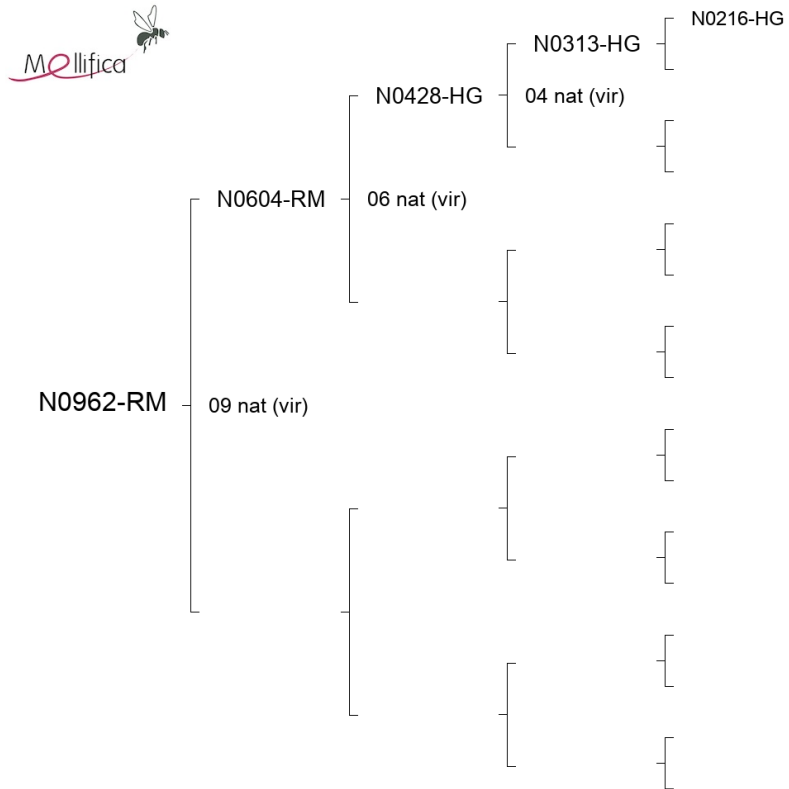 Mellifica
N0216-HG
N0313-HG
N0428-HG
04 nat (vir)
N0604-RM
06 nat (vir)
N0962-RM
09 nat (vir)